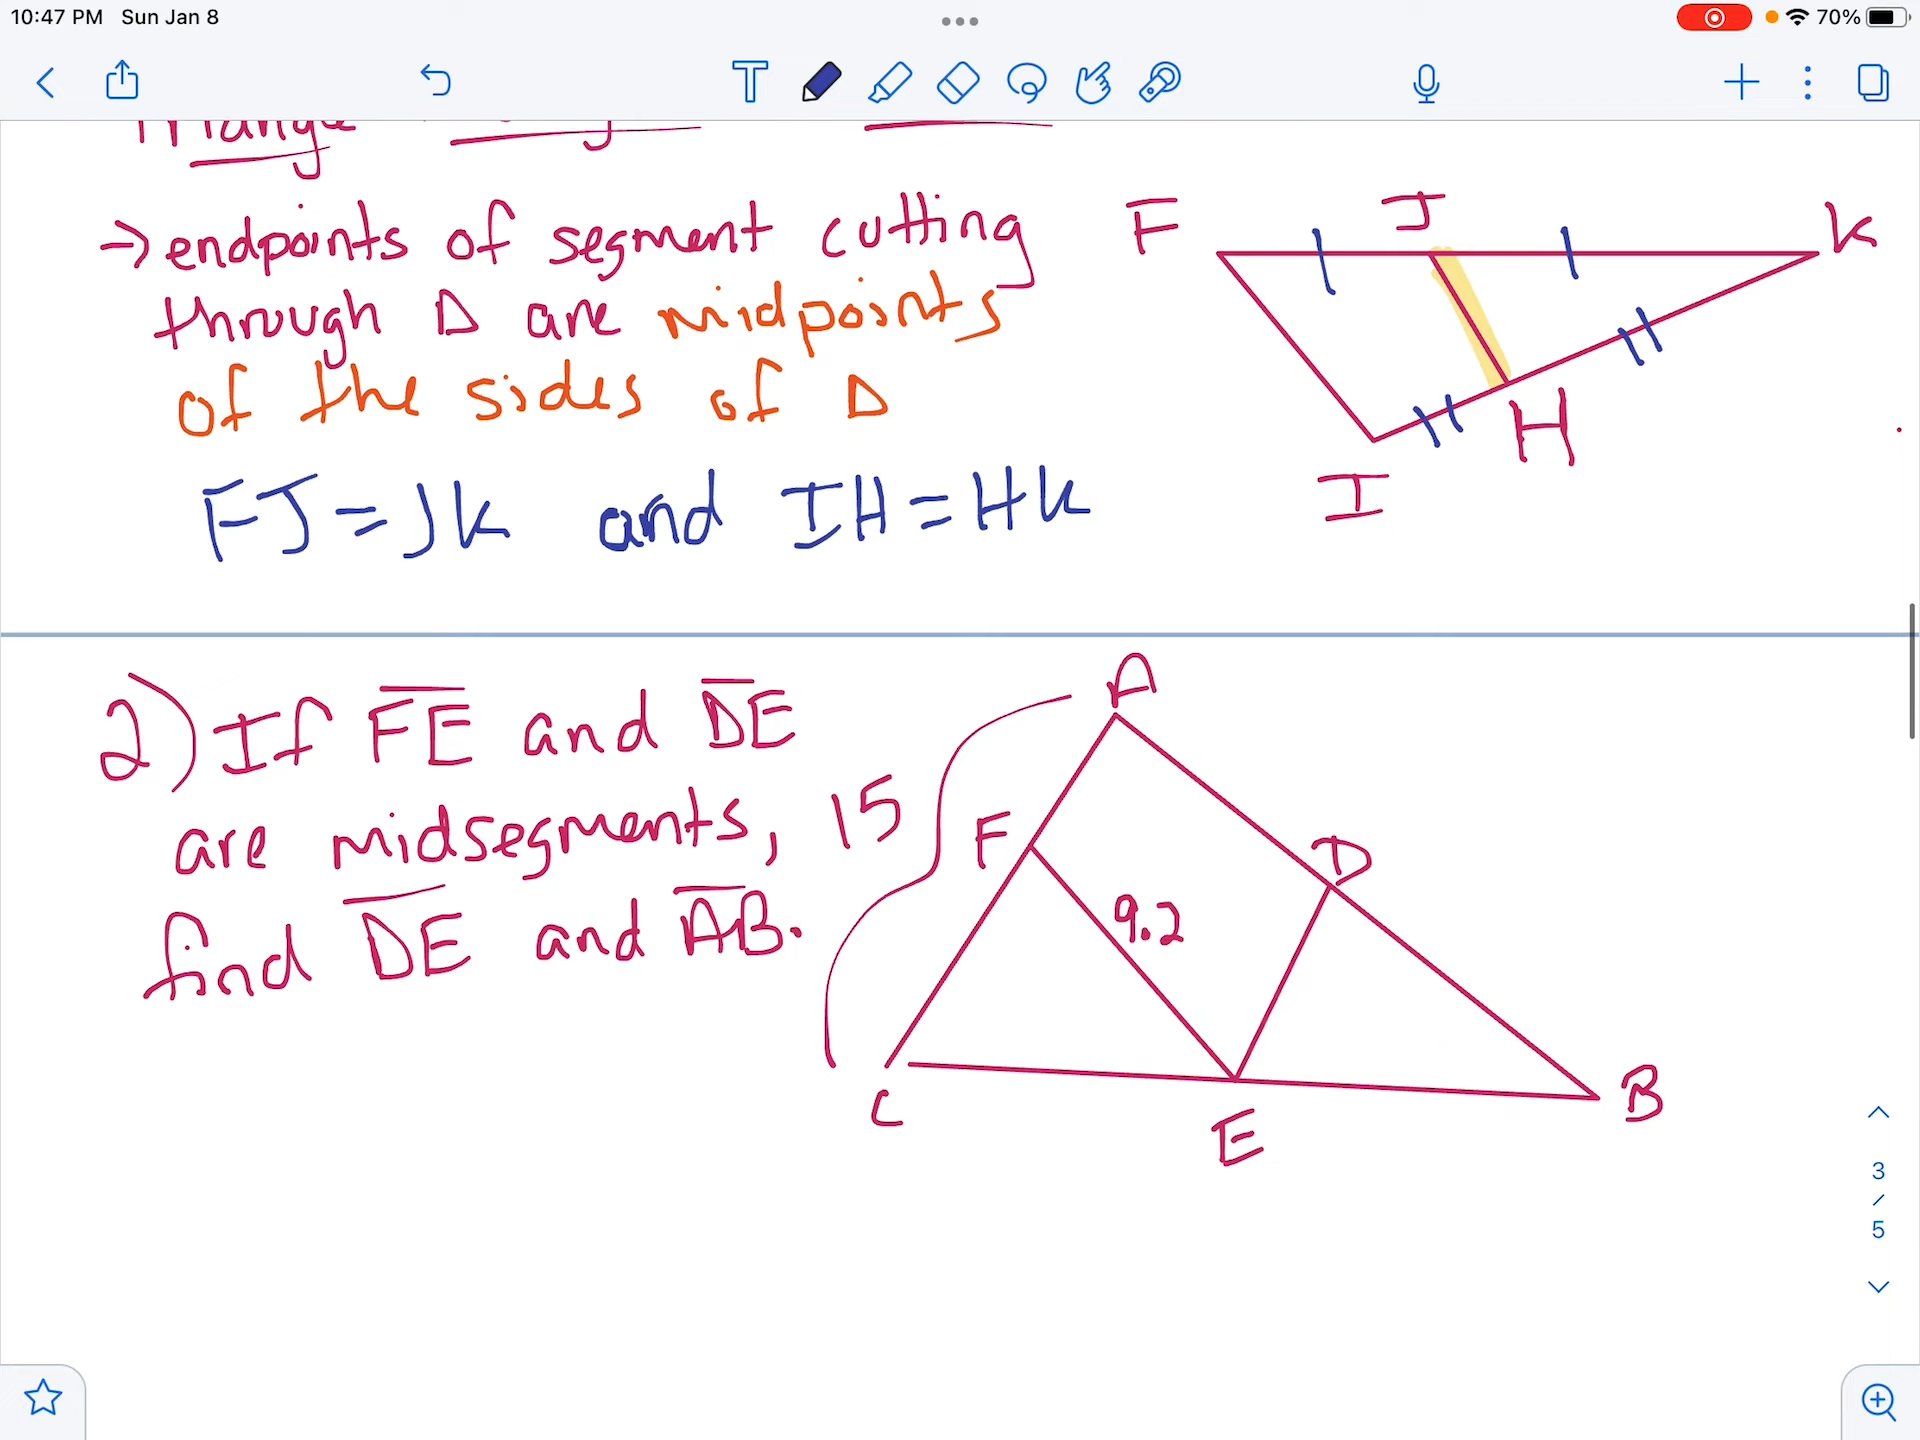 10:47 PM Sun Jan 8
70%
T
Triangle
→ endpoints of segment cutting
through △ are midpoints
of the sides of △
FJ = JK and IH = HK
F
J
K
H
I
2) If FE and DE
are midsegments,
find DE and AB.
15
A
F
D
9.2
C
E
B
3
/
5